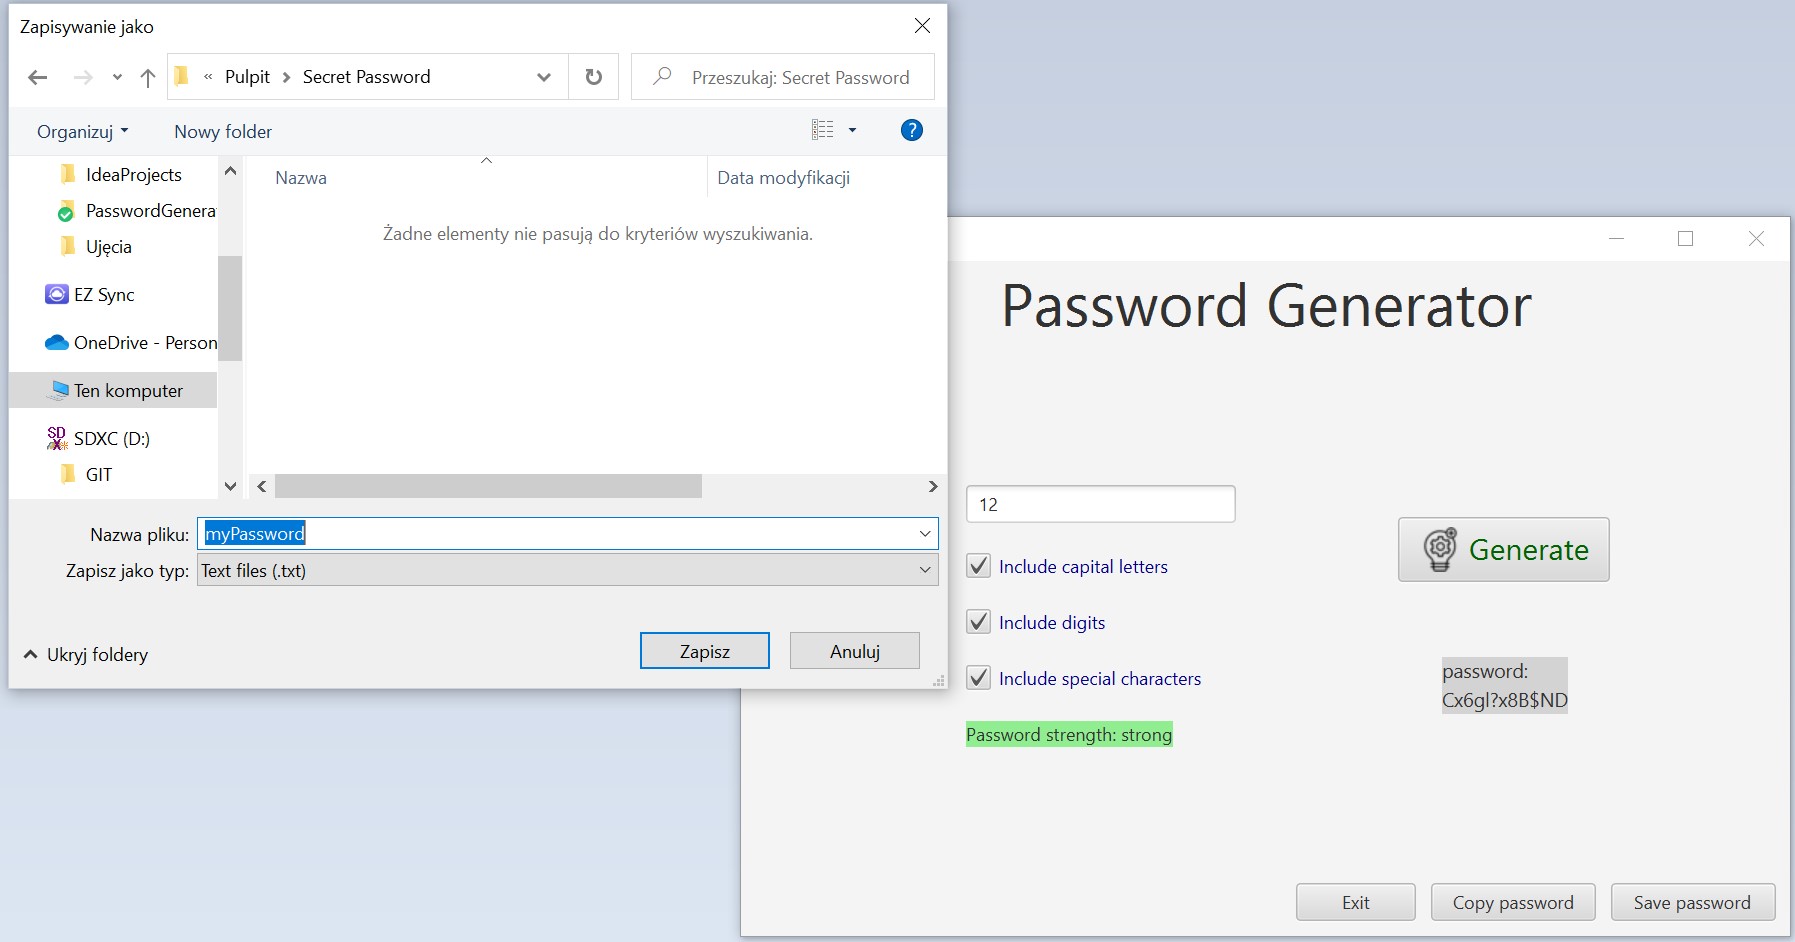 Zapisywanie jako
« Pulpit > Secret Password
Przeszukaj: Secret Password
Organizuj
Nowy folder
?
IdeaProjects
PasswordGenera
Ujęcia
EZ Sync
OneDrive - Person
Ten komputer
SD
SDXC (D:)
GIT
Nazwa
Data modyfikacji
Żadne elementy nie pasują do kryteriów wyszukiwania.
Nazwa pliku: myPassword
Zapisz jako typ: Text files (.txt)
Ukryj foldery
Zapisz
Anuluj
Password Generator
12
Include capital letters
Include digits
Include special characters
Password strength: strong
Generate
password:
Cx6gl?x8B$ND
Exit
Copy password
Save password